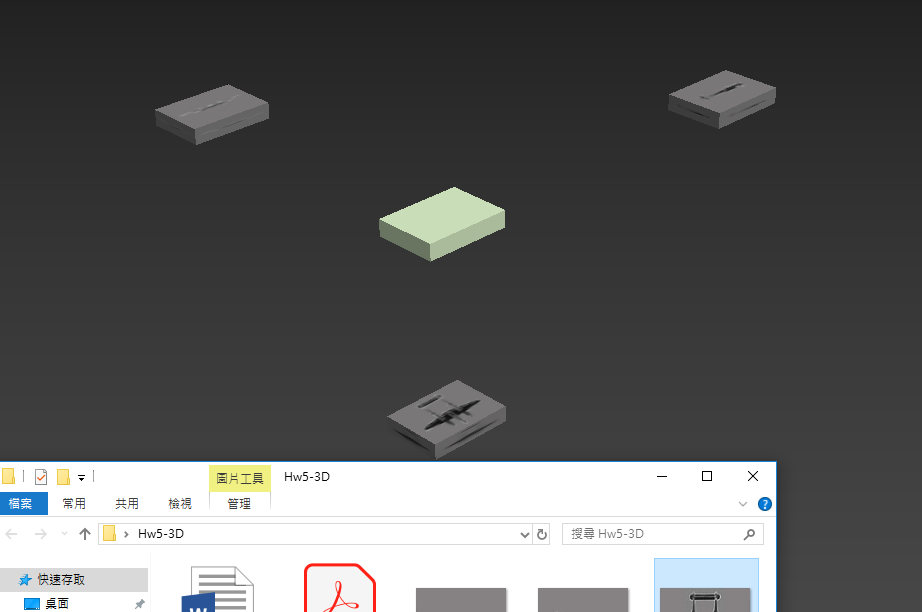 圖片工具
Hw5-3D
檔案
常用
共用
檢視
管理
Hw5-3D
搜尋 Hw5-3D
快速存取
桌面
W